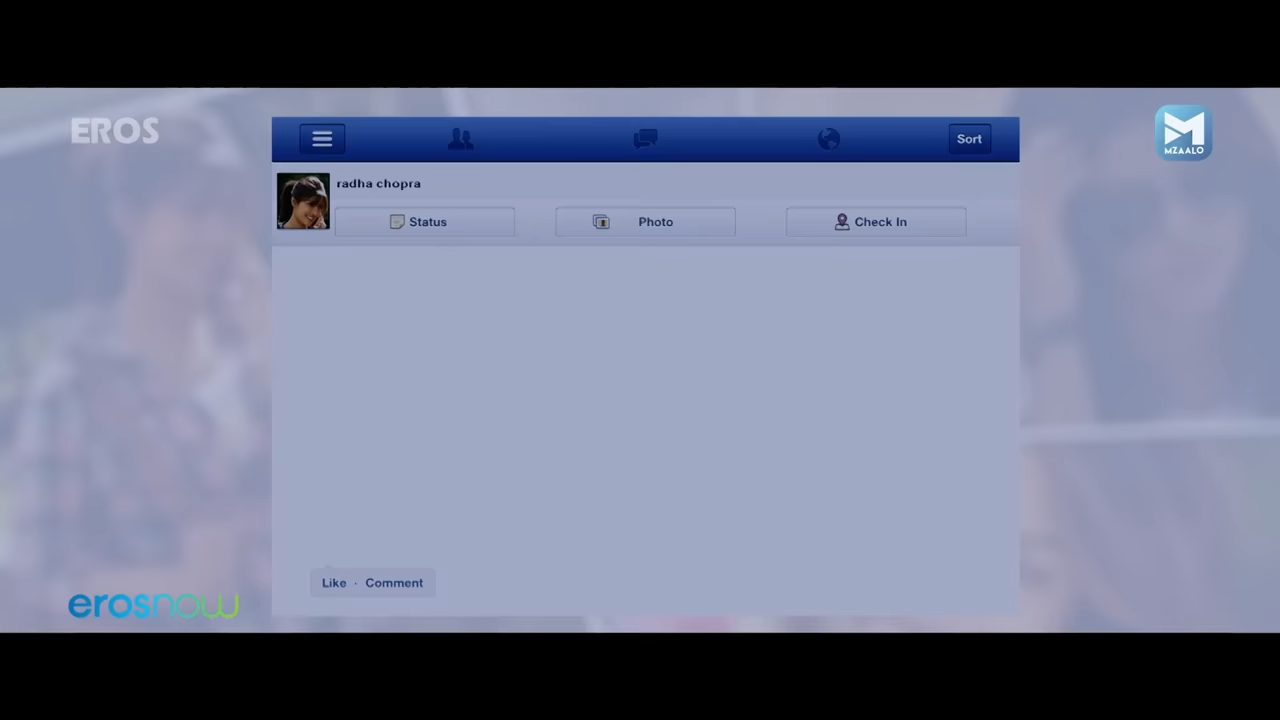 EROS
MZAALO
Sort
radha chopra
Status
Photo
Check In
Like · Comment
erosnow